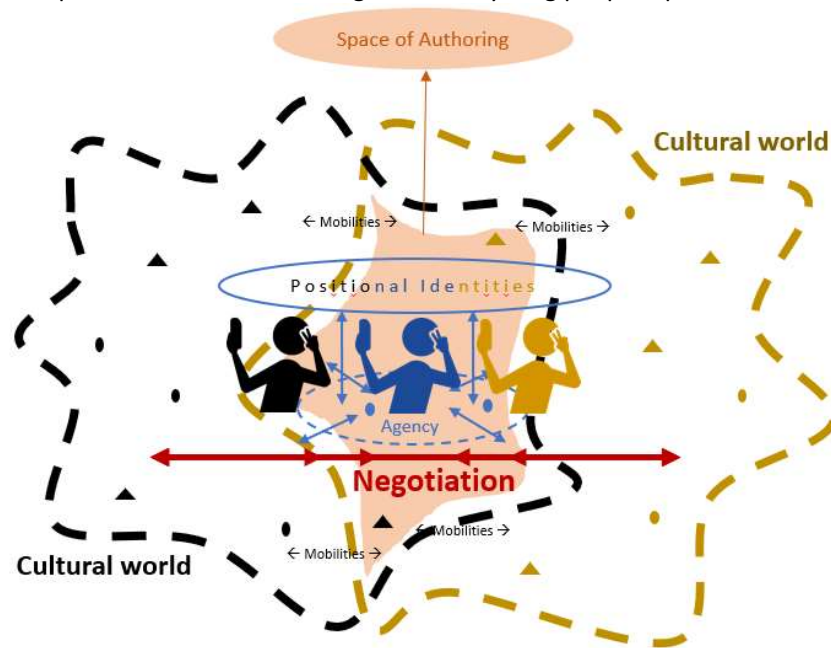 Space of Authoring
Cultural world
← Mobilities →
← Mobilities →
Positional Identities
Agency
Negotiation
← Mobilities →
← Mobilities →
Cultural world